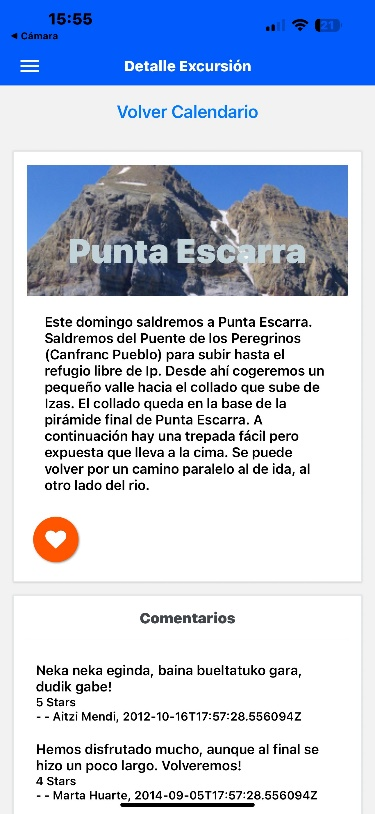 15:55
◀ Cámara
21
Detalle Excursión
Volver Calendario
Punta Escarra
Este domingo saldremos a Punta Escarra.
Saldremos del Puente de los Peregrinos
(Canfranc Pueblo) para subir hasta el
refugio libre de Ip. Desde ahí cogeremos un
pequeño valle hacia el collado que sube de
Izas. El collado queda en la base de la
pirámide final de Punta Escarra. A
continuación hay una trepada fácil pero
expuesta que lleva a la cima. Se puede
volver por un camino paralelo al de ida, al
otro lado del rio.
Comentarios
Neka neka eginda, baina bueltatuko gara,
dudik gabe!
5 Stars
- - Aitzi Mendi, 2012-10-16T17:57:28.556094Z
Hemos disfrutado mucho, aunque al final se
hizo un poco largo. Volveremos!
4 Stars
- - Marta Huarte, 2014-09-05T17:57:28.556094Z